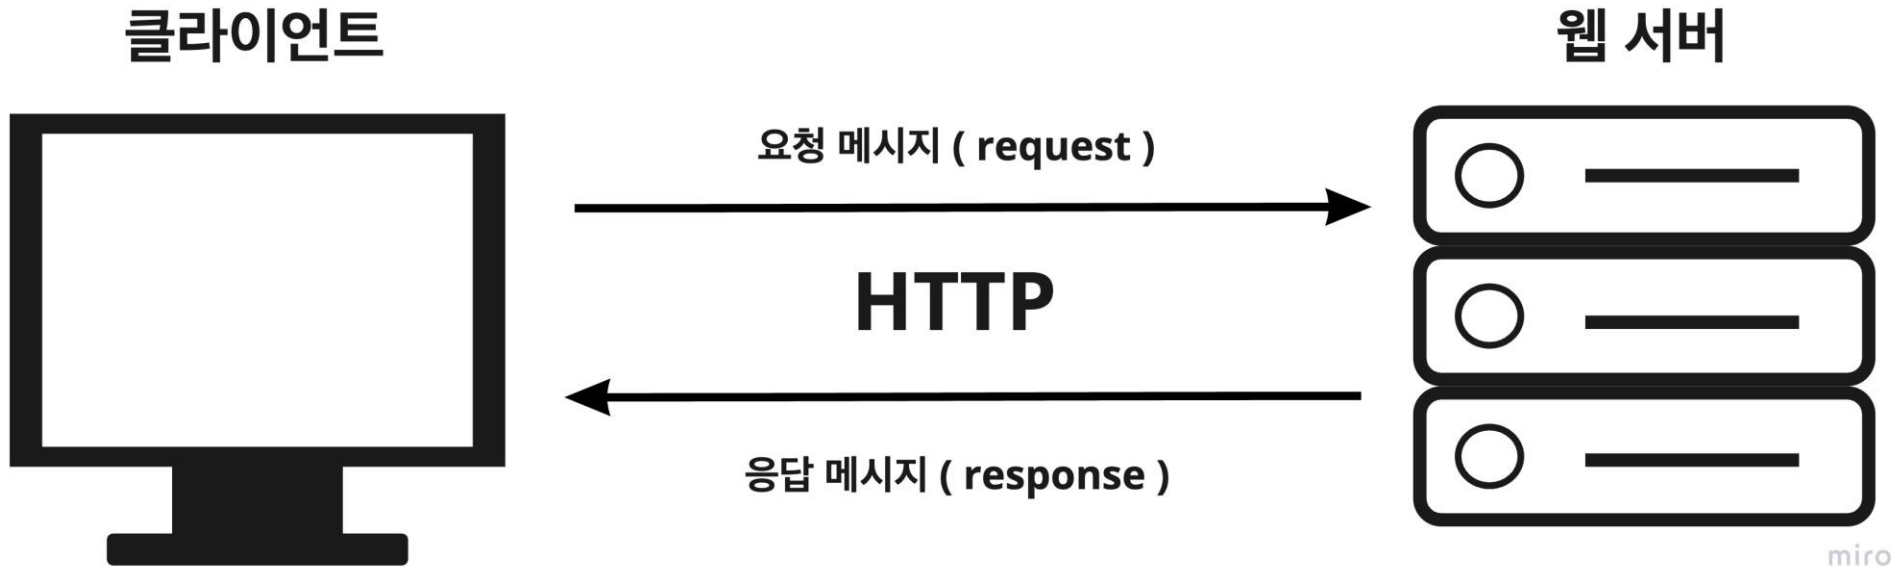 클라이언트
웹 서버
요청 메시지 ( request )
HTTP
응답 메시지 ( response )
miro